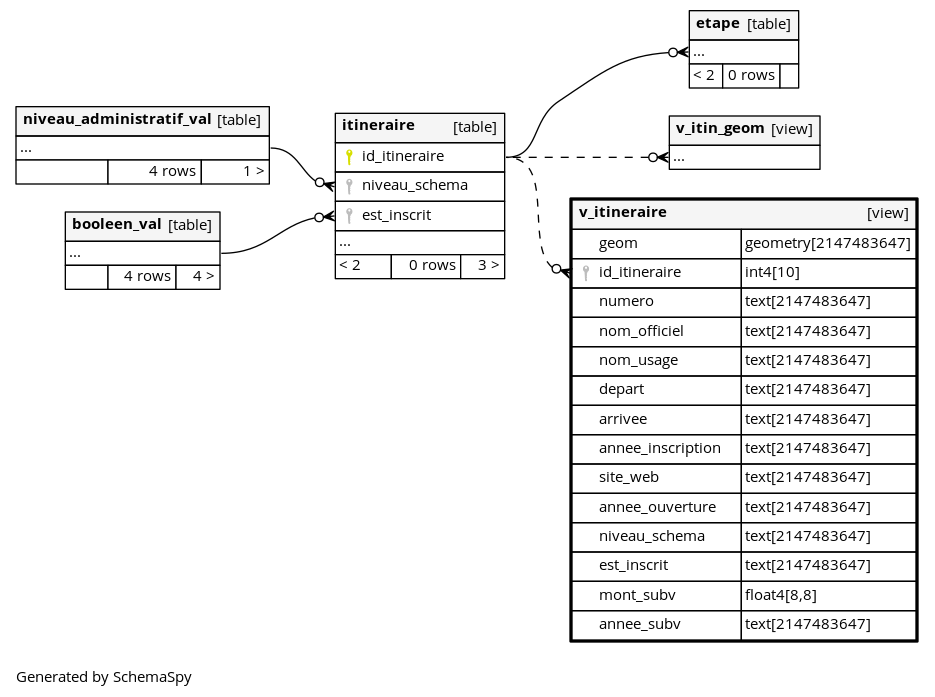 etape [table]
...
< 2 0 rows
niveau_administratif_val [table]
...
4 rows 1 >
itineraire [table]
id_itineraire
niveau_schema
est_inscrit
...
< 2 0 rows 3 >
v_itin_geom [view]
...
booleen_val [table]
...
4 rows 4 >
v_itineraire [view]
geom geometry[2147483647]
id_itineraire int4[10]
numero text[2147483647]
nom_officiel text[2147483647]
nom_usage text[2147483647]
depart text[2147483647]
arrivee text[2147483647]
annee_inscription text[2147483647]
site_web text[2147483647]
annee_ouverture text[2147483647]
niveau_schema text[2147483647]
est_inscrit text[2147483647]
mont_subv float4[8,8]
annee_subv text[2147483647]
Generated by SchemaSpy